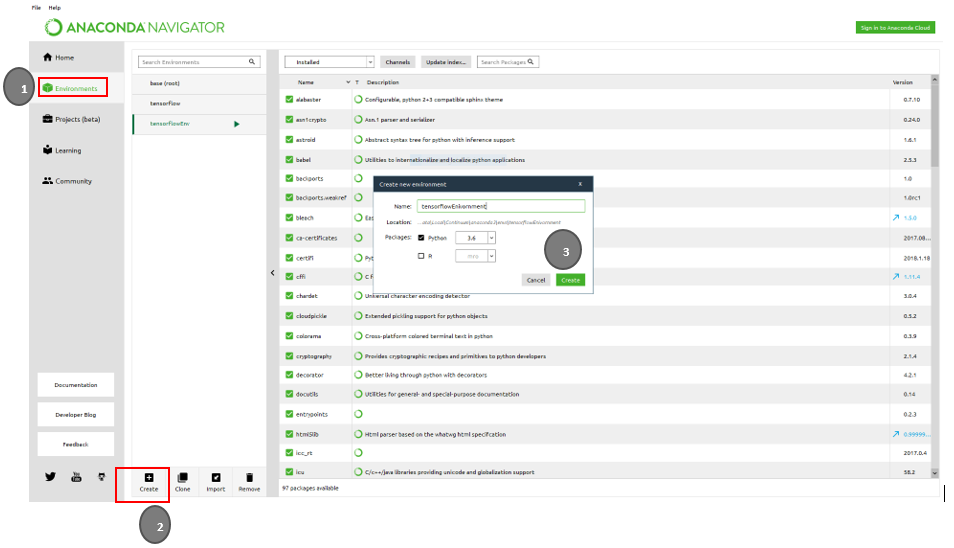 File Help
ANACONDA NAVIGATOR
Sign in to Anaconda Cloud
Home
1
Environments
Projects (beta)
Learning
Community
Documentation
Developer Blog
Feedback
You Tube
Search Environments
base (root)
tensorflow
tensorflowEnv
Create Clone Import Remove
2
Installed Channels Update index... Search Packages
Name T Description Version
alabaster Configurable, python 2+3 compatible sphinx theme 0.7.10
asn1crypto Asn.1 parser and serializer 0.24.0
astroid Abstract syntax tree for python with inference support 1.6.1
babel Utilities to internationalize and localize python applications 2.5.3
backports 1.0
backports.weakref 1.0rc1
bleach 1.5.0
ca-certificates 2017.08...
certifi 2018.1.18
cffi C 1.11.4
chardet Universal character encoding detector 3.0.4
cloudpickle Extended pickling support for python objects 0.5.2
colorama Cross-platform colored terminal text in python 0.3.9
cryptography Provides cryptographic recipes and primitives to python developers 2.1.4
decorator Better living through python with decorators 4.2.1
docutils Utilities for general- and special-purpose documentation 0.14
entrypoints 0.2.3
html5lib Html parser based on the whatwg html specification 0.99999...
icc_rt 2017.0.4
icu C/c++/java libraries providing unicode and globalization support 58.2
97 packages available
Create new environment X
Name: tensorflowEnivornment
Location:
Packages: Python 3.6
R mro
3
Cancel Create